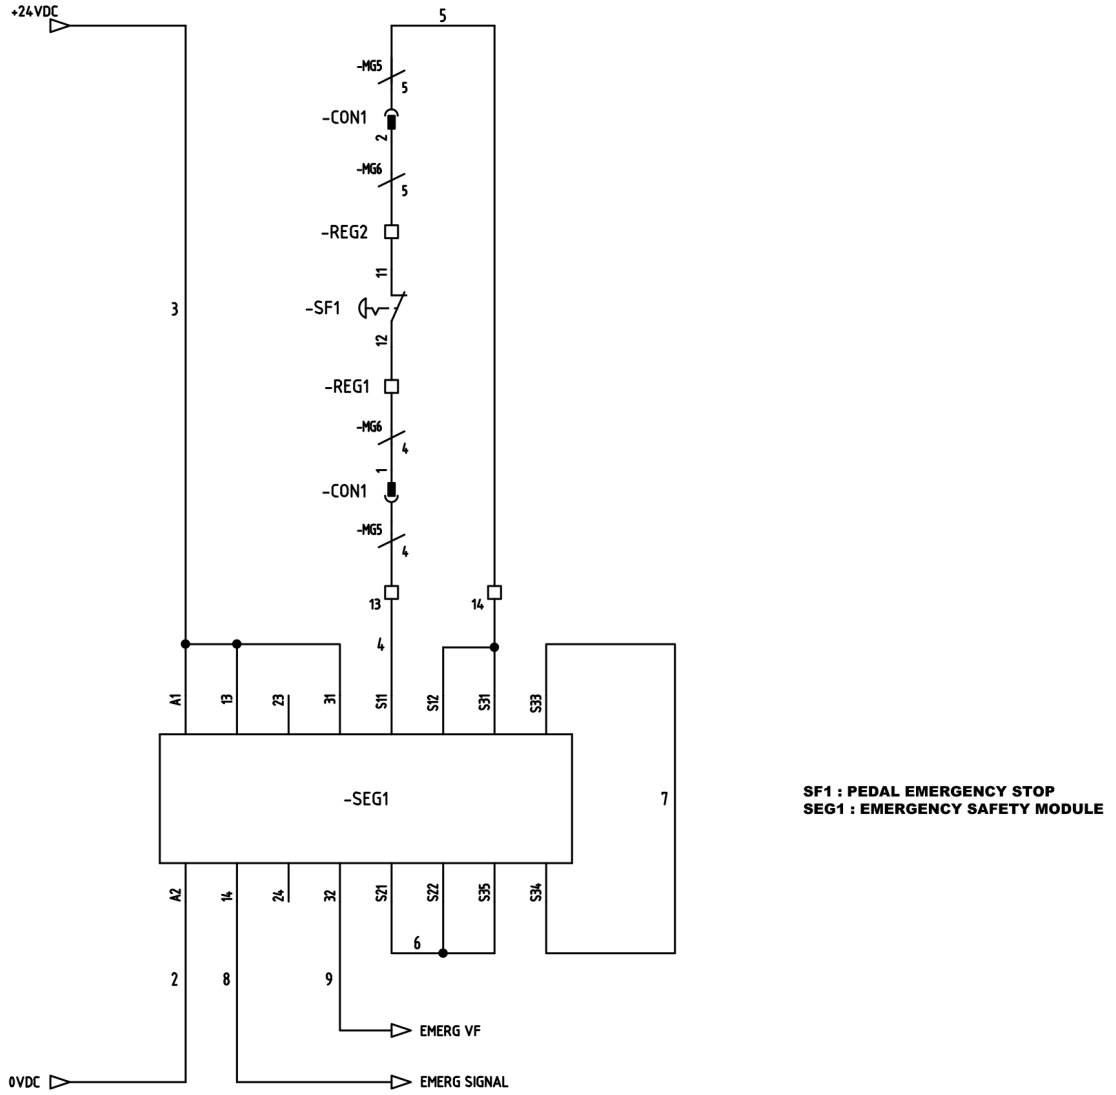 +24VDC
5
-MG5
5
-CON1
2
-MG6
5
-REG2
11
3
-SF1
12
-REG1
-MG6
4
1
-CON1
-MG5
4
13
14
4
A1
13
23
31
S11
S12
S31
S33
-SEG1
7
SF1 : PEDAL EMERGENCY STOP
SEG1 : EMERGENCY SAFETY MODULE
A2
14
24
32
S21
S22
S35
S34
6
2
8
9
EMERG VF
0VDC
EMERG SIGNAL